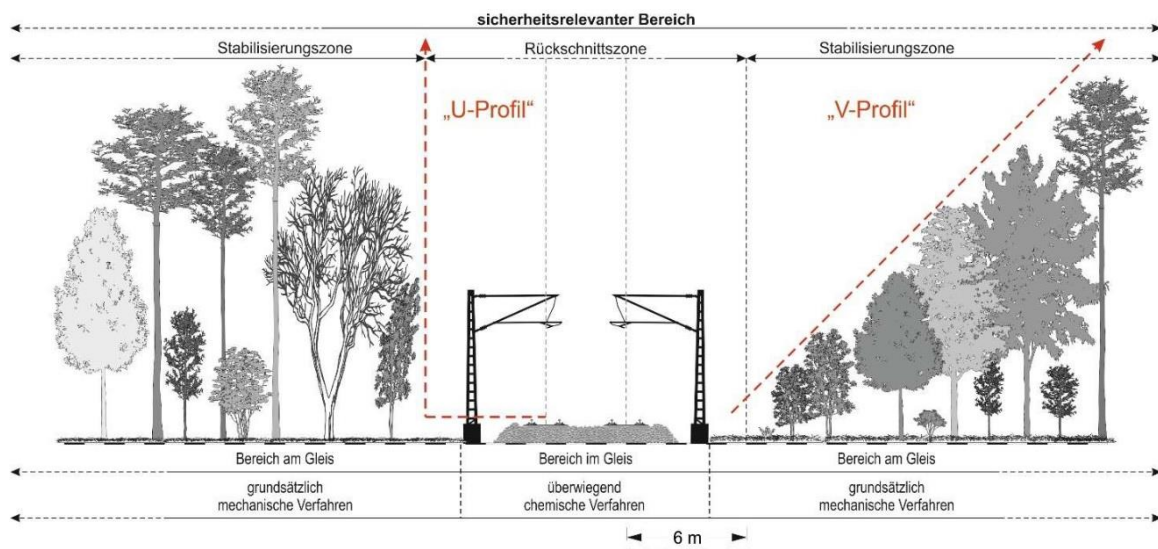 sicherheitsrelevanter Bereich
Stabilisierungszone
Rückschnittszone
Stabilisierungszone
„U-Profil“
„V-Profil“
Bereich am Gleis
Bereich im Gleis
Bereich am Gleis
grundsätzlich
mechanische Verfahren
überwiegend
chemische Verfahren
grundsätzlich
mechanische Verfahren
6 m